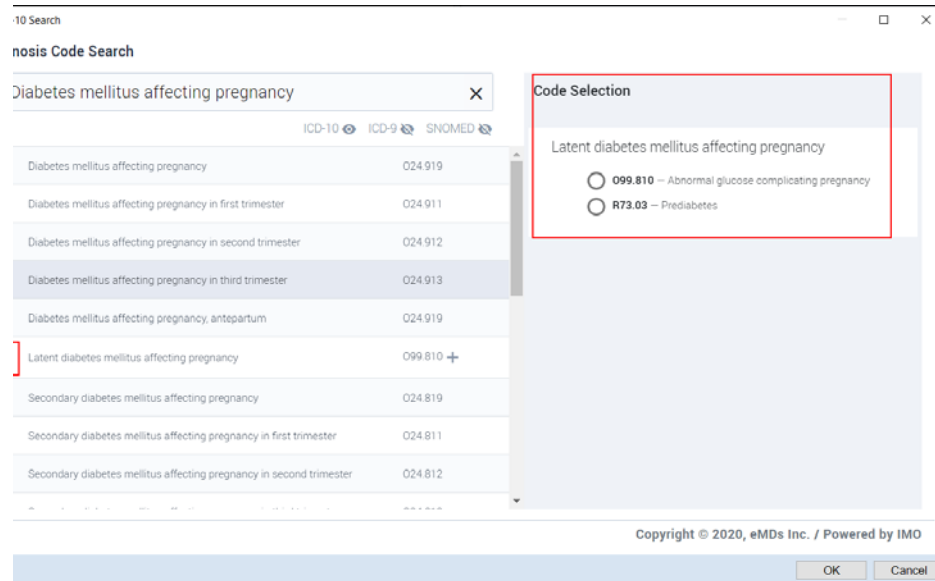 -10 Search
nosis Code Search
Diabetes mellitus affecting pregnancy
ICD-10 ICD-9 SNOMED
Diabetes mellitus affecting pregnancy O24.919
Diabetes mellitus affecting pregnancy in first trimester O24.911
Diabetes mellitus affecting pregnancy in second trimester O24.912
Diabetes mellitus affecting pregnancy in third trimester O24.913
Diabetes mellitus affecting pregnancy, antepartum O24.919
Latent diabetes mellitus affecting pregnancy O99.810 +
Secondary diabetes mellitus affecting pregnancy O24.819
Secondary diabetes mellitus affecting pregnancy in first trimester O24.811
Secondary diabetes mellitus affecting pregnancy in second trimester O24.812
Code Selection
Latent diabetes mellitus affecting pregnancy
O99.810 — Abnormal glucose complicating pregnancy
R73.03 — Prediabetes
Copyright © 2020, eMDs Inc. / Powered by IMO
OK Cancel